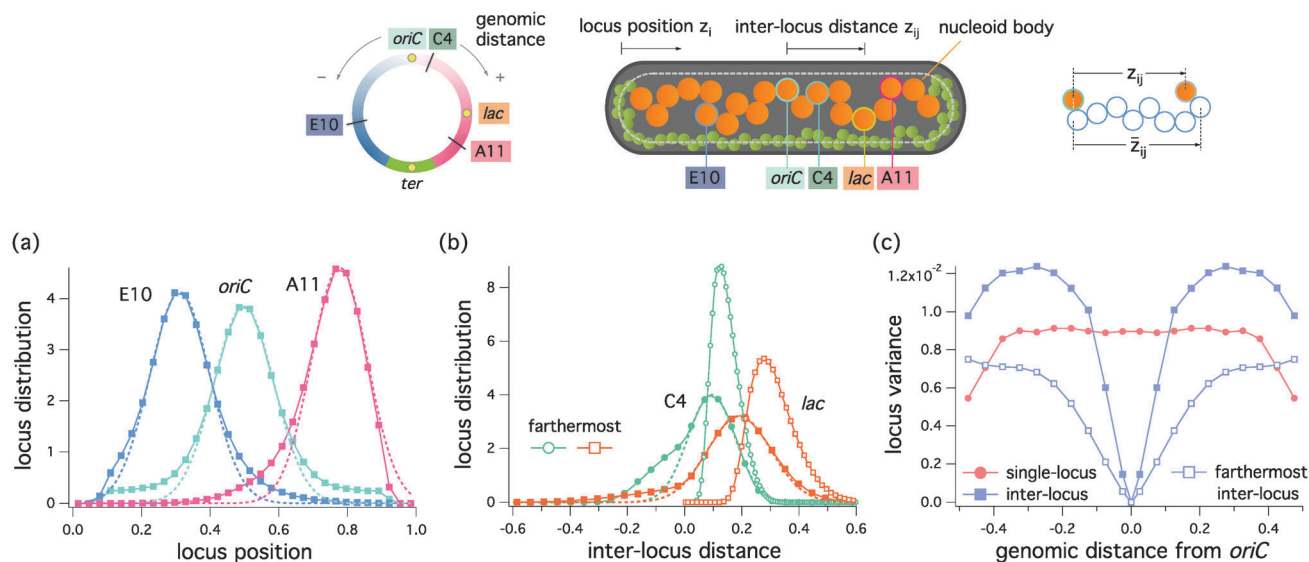 genomic
distance
oriC C4
− +
lac
E10
A11
ter
locus position zi
inter-locus distance zij
nucleoid body
E10 oriC C4 lac A11
zij
z̄ij
(a)
E10
oriC
A11
locus distribution
4
3
2
1
0
0.0 0.2 0.4 0.6 0.8 1.0
locus position
(b)
C4
lac
farthermost
locus distribution
8
6
4
2
0
-0.6 -0.4 -0.2 0.0 0.2 0.4 0.6
inter-locus distance
(c)
locus variance
1.2x10-2
1.0
0.8
0.6
0.4
0.2
0.0
single-locus
inter-locus
farthermost
inter-locus
-0.4 -0.2 0.0 0.2 0.4
genomic distance from oriC